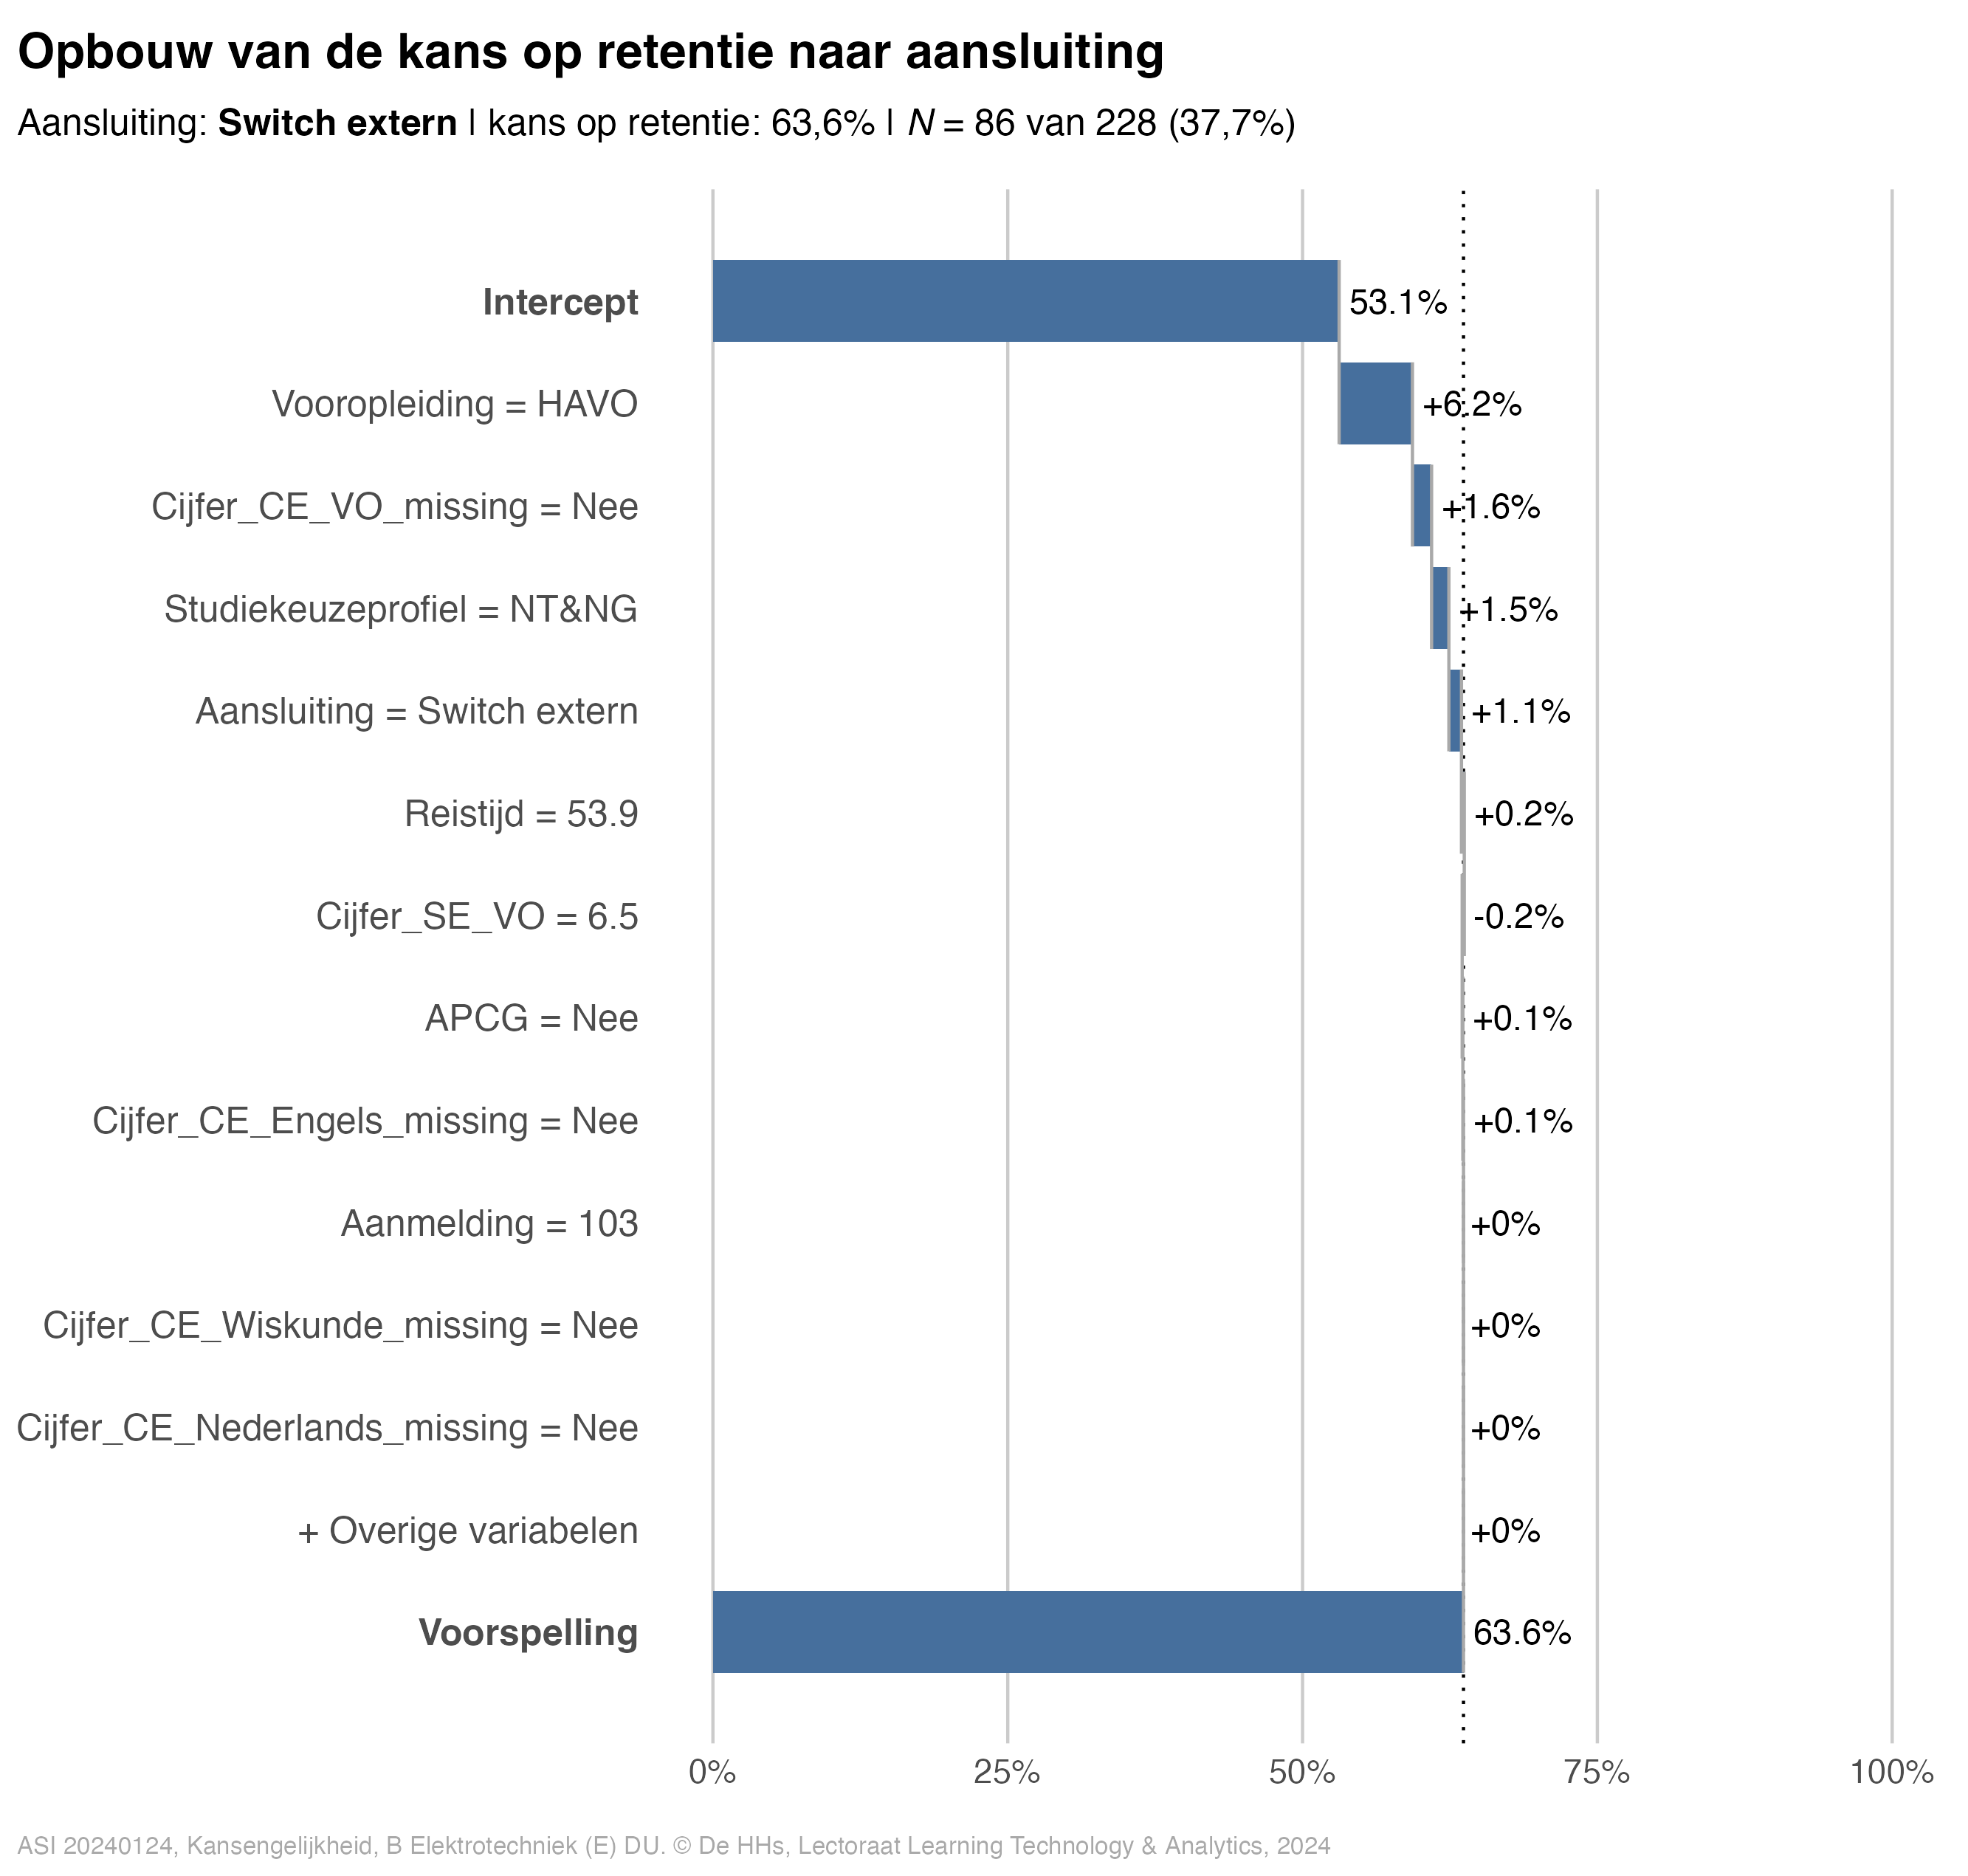 Opbouw van de kans op retentie naar aansluiting
Aansluiting: Switch extern | kans op retentie: 63,6% | N = 86 van 228 (37,7%)
Intercept 53.1%
Vooropleiding = HAVO +6.2%
Cijfer_CE_VO_missing = Nee +1.6%
Studiekeuzeprofiel = NT&NG +1.5%
Aansluiting = Switch extern +1.1%
Reistijd = 53.9 +0.2%
Cijfer_SE_VO = 6.5 -0.2%
APCG = Nee +0.1%
Cijfer_CE_Engels_missing = Nee +0.1%
Aanmelding = 103 +0%
Cijfer_CE_Wiskunde_missing = Nee +0%
Cijfer_CE_Nederlands_missing = Nee +0%
+ Overige variabelen +0%
Voorspelling 63.6%
0% 25% 50% 75% 100%
ASI 20240124, Kansengelijkheid, B Elektrotechniek (E) DU. © De HHs, Lectoraat Learning Technology & Analytics, 2024